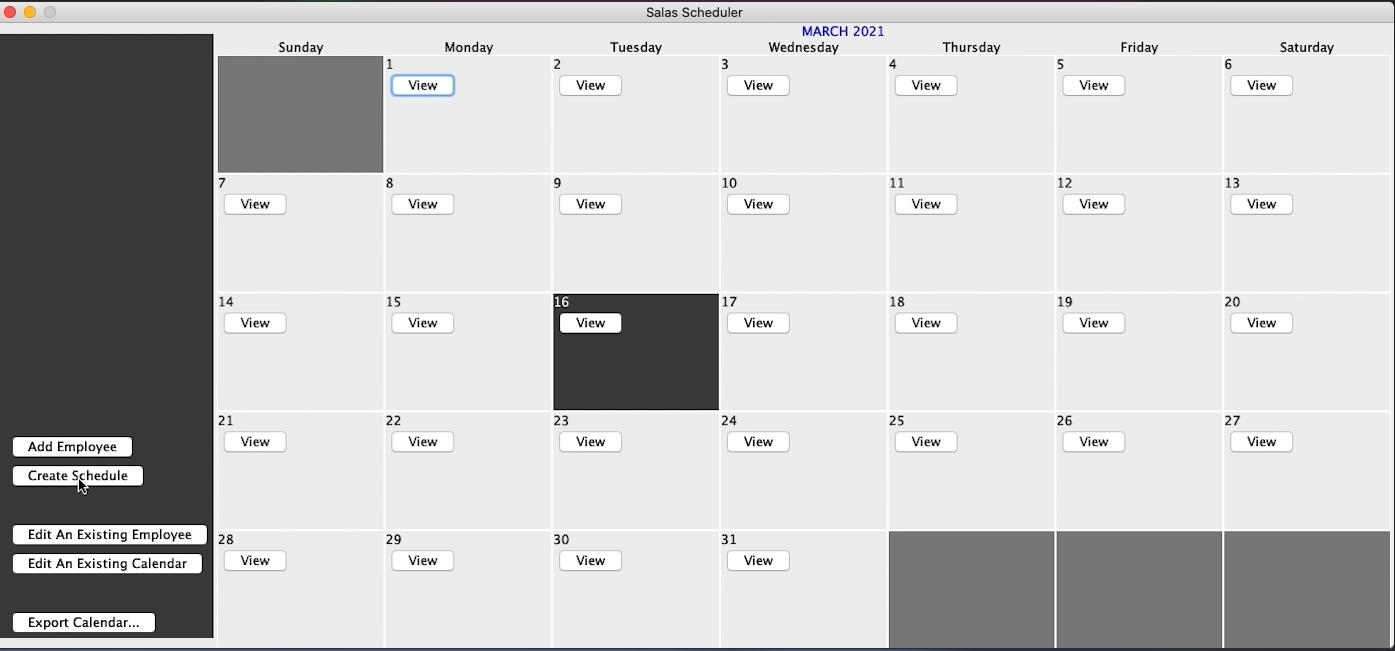 Salas Scheduler
MARCH 2021
Sunday Monday Tuesday Wednesday Thursday Friday Saturday
1 2 3 4 5 6
View View View View View View
7 8 9 10 11 12 13
View View View View View View View
14 15 16 17 18 19 20
View View View View View View View
21 22 23 24 25 26 27
View View View View View View View
28 29 30 31
View View View View
Add Employee
Create Schedule
Edit An Existing Employee
Edit An Existing Calendar
Export Calendar...